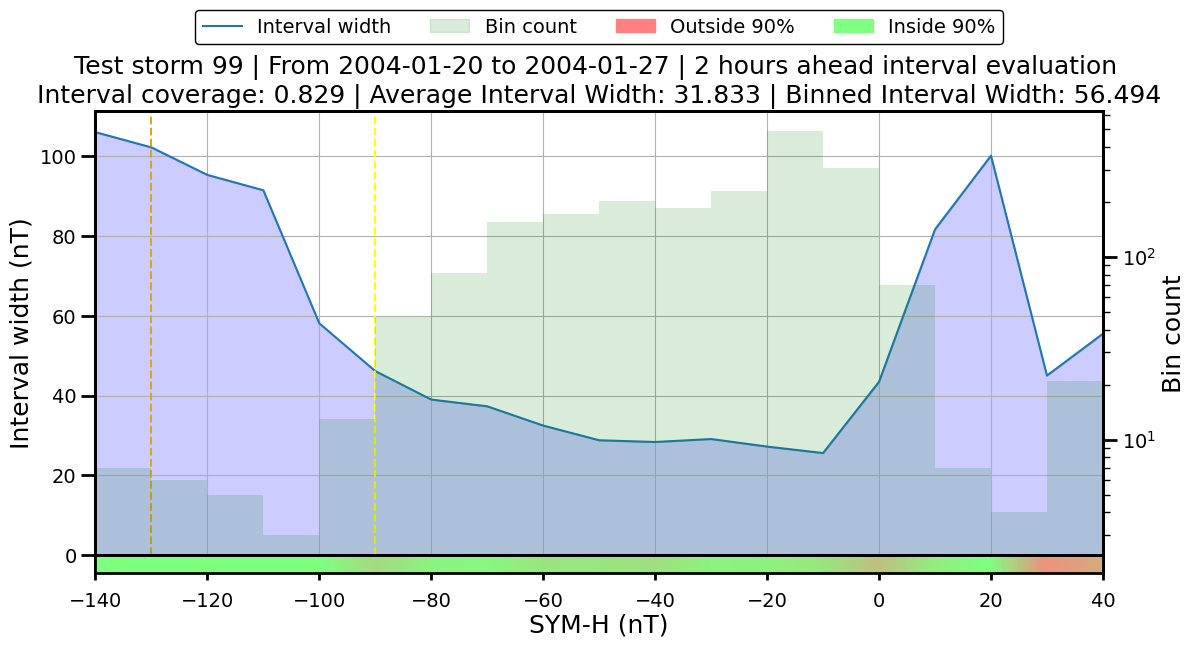 Interval width Bin count Outside 90% Inside 90%
Test storm 99 | From 2004-01-20 to 2004-01-27 | 2 hours ahead interval evaluation
Interval coverage: 0.829 | Average Interval Width: 31.833 | Binned Interval Width: 56.494
100
80
60
40
20
0
Interval width (nT)
10²
10¹
Bin count
−140 −120 −100 −80 −60 −40 −20 0 20 40
SYM-H (nT)